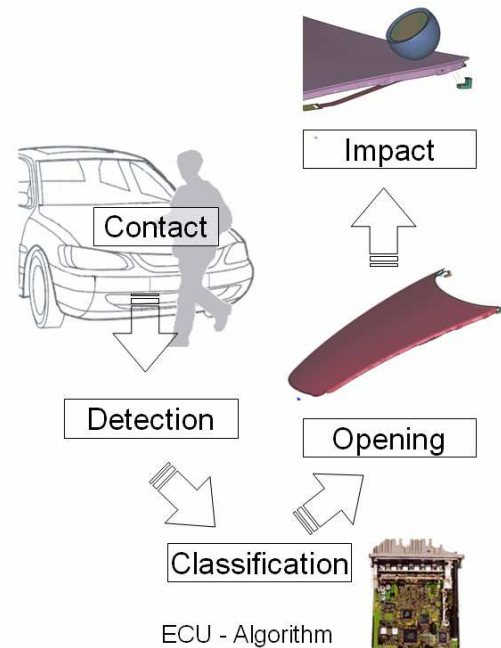 Impact
Contact
Detection
Opening
Classification
ECU - Algorithm